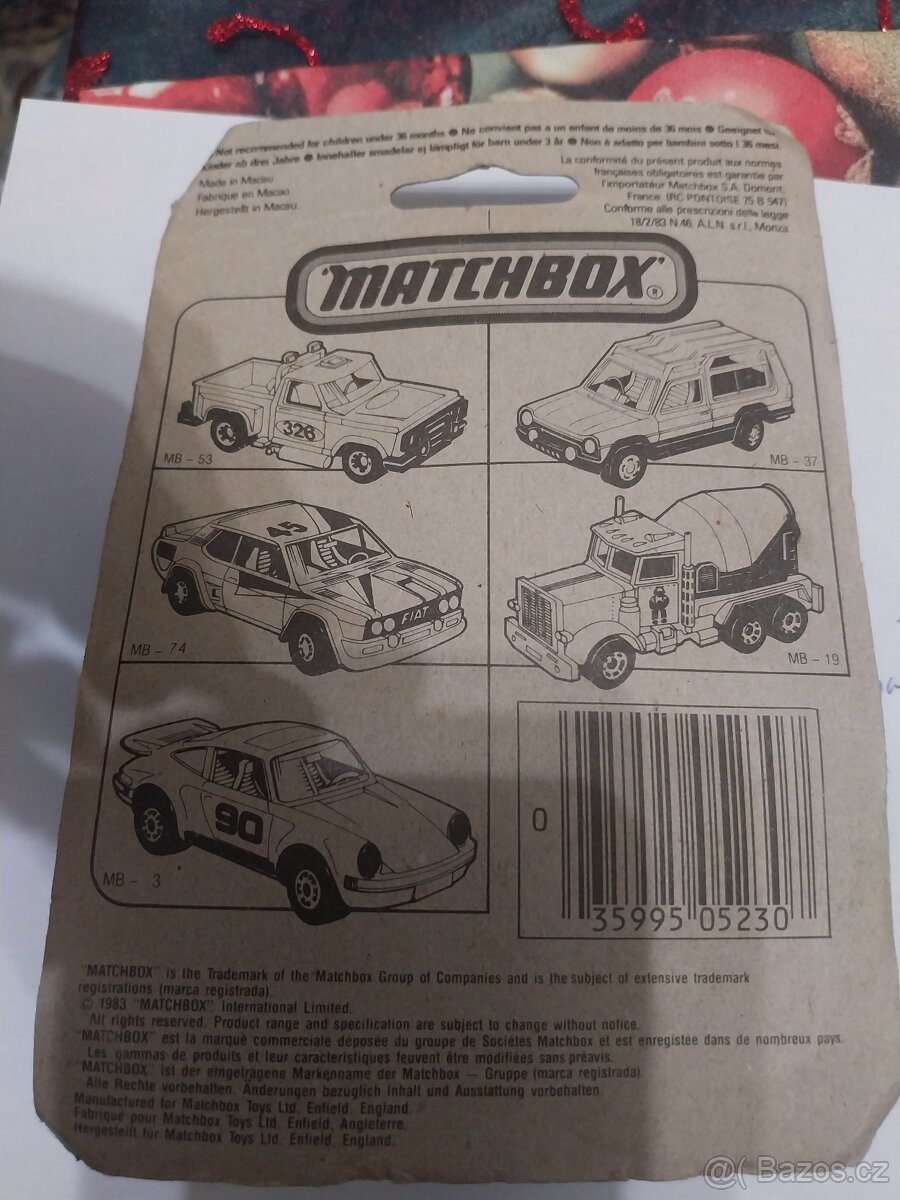 Not recommended for children under 36 months ● Ne convient pas a un enfant de moins de 36 mois ● Geeignet
Kinder ab drei Jahre ● Innehaller smadelar ej lampligt for barn under 3 år ● Non è adatto per bambini sotto i 36 mesi.
Made in Macau.
Fabrique en Macao.
Hergestellt in Macau.
La conformité du présent produit aux normes
françaises obligatoires est garantie par
l'importateur Matchbox S.A. Domont,
France. (RC PONTOISE 75 B 547)
Conforme alle prescrizioni della legge
18/2/83 N.46. A.L.N. s.r.l., Monza.
'MATCHBOX' ®
326
MB - 53
MB - 37
45
FIAT
MB - 74
MB - 19
90
MB - 3
0
35995 05230
"MATCHBOX" is the Trademark of the Matchbox Group of Companies and is the subject of extensive trademark
registrations (marca registrada).
© 1983 "MATCHBOX" International Limited.
All rights reserved. Product range and specification are subject to change without notice.
"MATCHBOX" est la marque commerciale déposée du groupe de Sociétés Matchbox et est enregistée dans de nombreux pays.
Les gammas de produits et leur caractéristiques feuvent être modifiées sans préavis.
"MATCHBOX" ist der eingelragene Markenname der Matchbox – Gruppe (marca registrada).
Alle Rechte vorbehalten. Änderungen bezüglich Inhalt und Ausstattung vorbehalten.
Manufactured for Matchbox Toys Ltd. Enfield, England.
Fabriqué pour Matchbox Toys Ltd. Enfield, Angleterre.
Hergestellt für Matchbox Toys Ltd. Enfield, England.
@( Bazos.cz